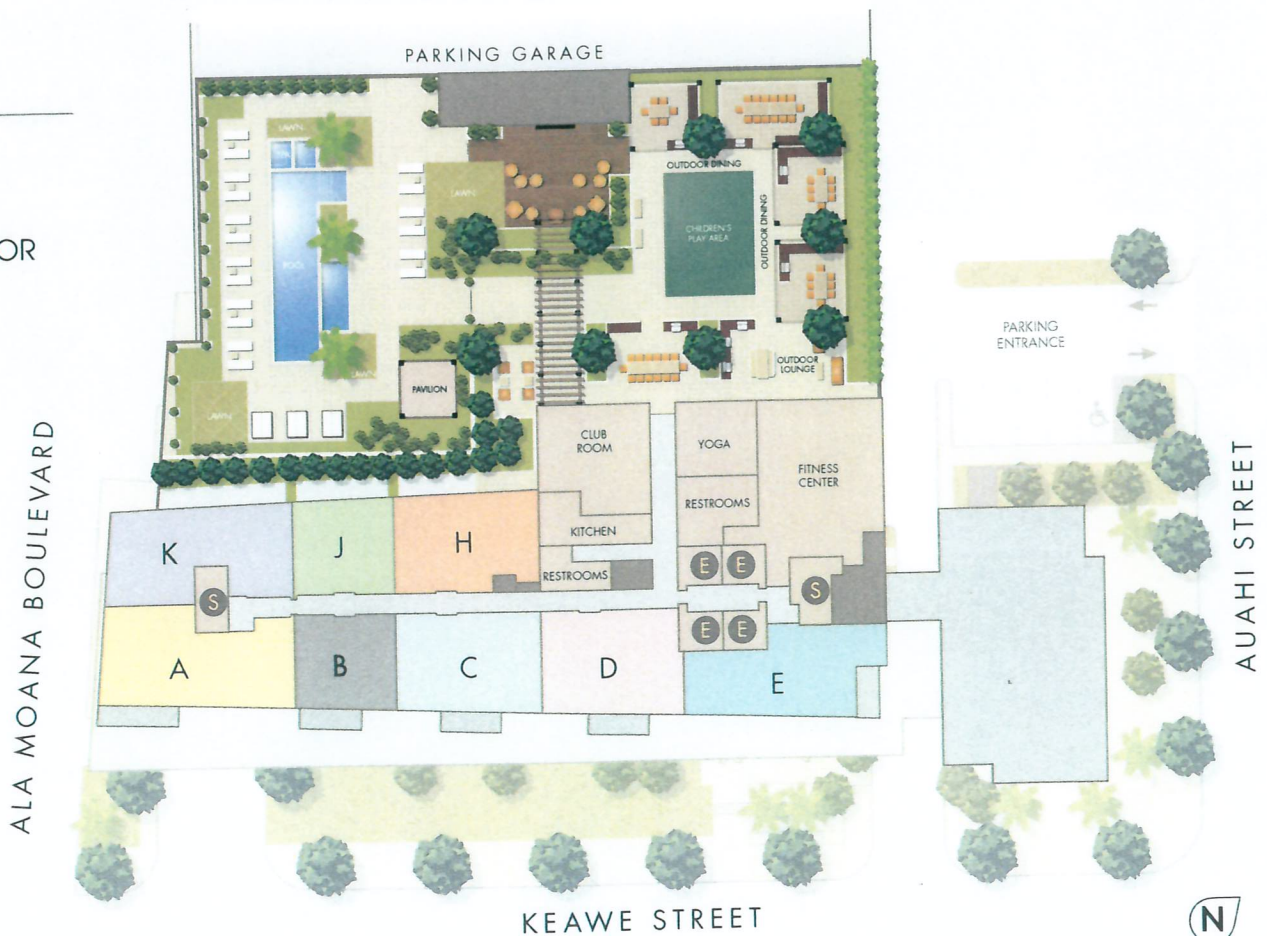 PARKING GARAGE
LAWN
OUTDOOR DINING
LAWN
OR
POOL
CHILDREN'S
PLAY AREA
OUTDOOR DINING
PARKING
ENTRANCE
OUTDOOR
LOUNGE
LAWN
PAVILION
LAWN
CLUB
ROOM
YOGA
FITNESS
CENTER
RESTROOMS
KITCHEN
RESTROOMS
E
E
K
J
H
S
S
E
E
A
B
C
D
E
ALA MOANA BOULEVARD
AUAHI STREET
KEAWE STREET
N